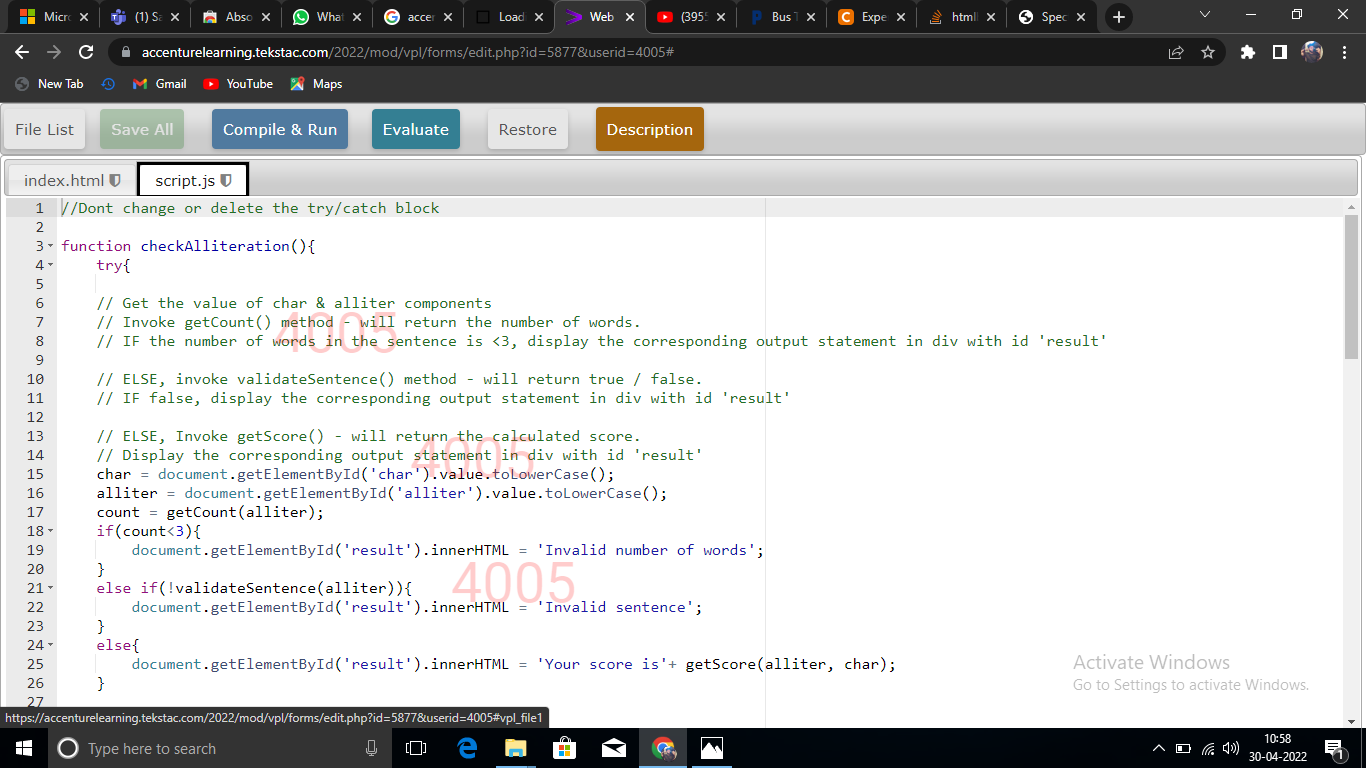 Micro
(1) Sa
Abso
What
accen
Loadi
Web
(395
Bus T
Expe
html
Spec
accenturelearning.tekstac.com/2022/mod/vpl/forms/edit.php?id=5877&userid=4005#
New Tab
Gmail
YouTube
Maps
File List
Save All
Compile & Run
Evaluate
Restore
Description
index.html
script.js
1 //Dont change or delete the try/catch block
2
3 function checkAlliteration(){
4 try{
5
6 // Get the value of char & alliter components
7 // Invoke getCount() method - will return the number of words.
8 // IF the number of words in the sentence is <3, display the corresponding output statement in div with id 'result'
9
10 // ELSE, invoke validateSentence() method - will return true / false.
11 // IF false, display the corresponding output statement in div with id 'result'
12
13 // ELSE, Invoke getScore() - will return the calculated score.
14 // Display the corresponding output statement in div with id 'result'
15 char = document.getElementById('char').value.toLowerCase();
16 alliter = document.getElementById('alliter').value.toLowerCase();
17 count = getCount(alliter);
18 if(count<3){
19 document.getElementById('result').innerHTML = 'Invalid number of words';
20 }
21 else if(!validateSentence(alliter)){
22 document.getElementById('result').innerHTML = 'Invalid sentence';
23 }
24 else{
25 document.getElementById('result').innerHTML = 'Your score is'+ getScore(alliter, char);
26 }
27
4005
4005
4005
Activate Windows
Go to Settings to activate Windows.
https://accenturelearning.tekstac.com/2022/mod/vpl/forms/edit.php?id=5877&userid=4005#vpl_file1
Type here to search
10:58
30-04-2022
1